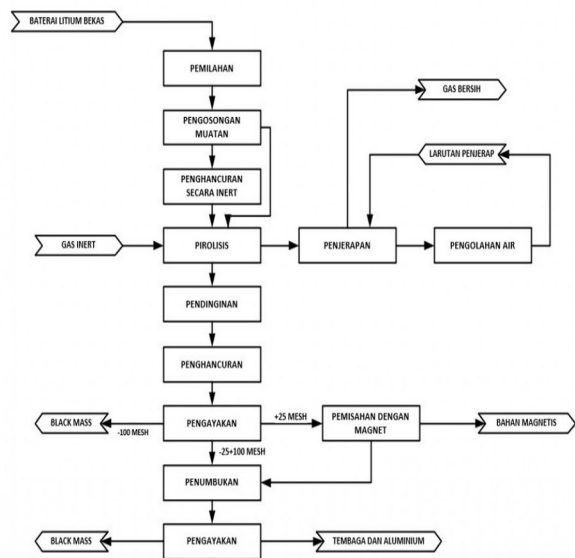 BATERAI LITIUM BEKAS
PEMILAHAN
GAS BERSIH
PENGOSONGAN
MUATAN
LARUTAN PENJERAP
PENGHANCURAN
SECARA INERT
GAS INERT
PIROLISIS
PENJERAPAN
PENGOLAHAN AIR
PENDINGINAN
PENGHANCURAN
BLACK MASS
-100 MESH
PENGAYAKAN
+25 MESH
PEMISAHAN DENGAN
MAGNET
BAHAN MAGNETIS
-25+100 MESH
PENUMBUKAN
BLACK MASS
PENGAYAKAN
TEMBAGA DAN ALUMINIUM